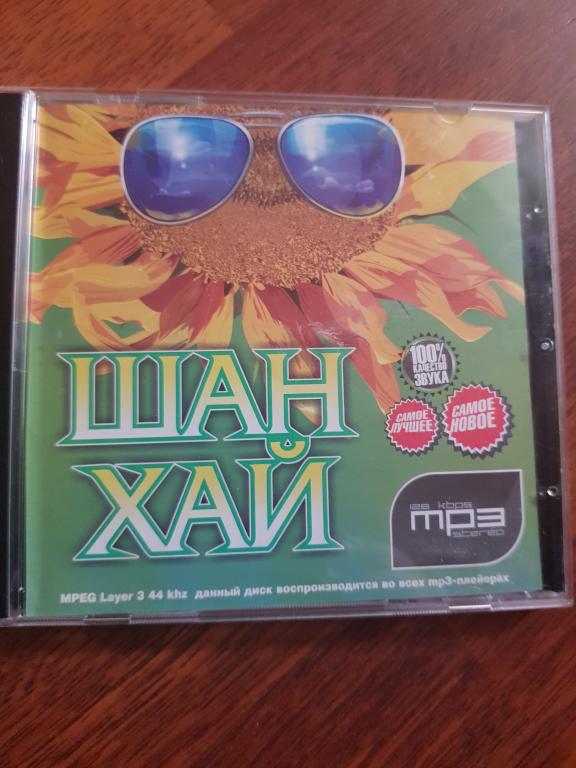 ШАН
ХАЙ
100%
КАЧЕСТВО
ЗВУКА
САМОЕ
ЛУЧШЕЕ
САМОЕ
НОВОЕ
128 kbps
mp3
stereo
MPEG Layer 3 44 khz данный диск воспроизводится во всех mp3-плейерах